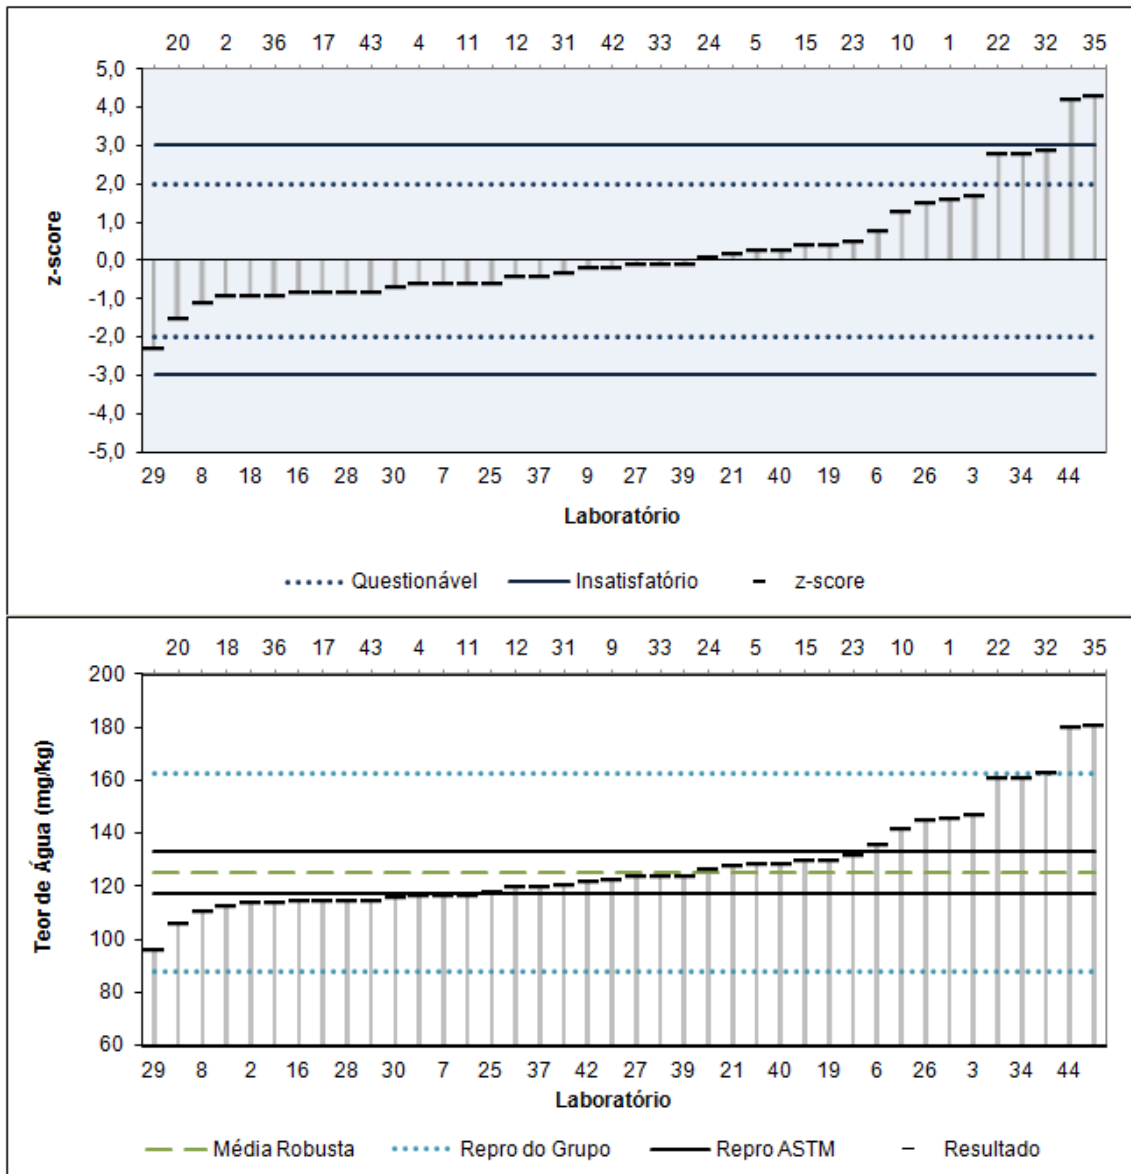 20 2 36 17 43 4 11 12 31 42 33 24 5 15 23 10 1 22 32 35
5,0
4,0
3,0
2,0
1,0
0,0
-1,0
-2,0
-3,0
-4,0
-5,0
z-score
29 8 18 16 28 30 7 25 37 9 27 39 21 40 19 6 26 3 34 44
Laboratório
Questionável Insatisfatório z-score
20 18 36 17 43 4 11 12 31 9 33 24 5 15 23 10 1 22 32 35
200
180
160
140
120
100
80
60
Teor de Água (mg/kg)
29 8 2 16 28 30 7 25 37 42 27 39 21 40 19 6 26 3 34 44
Laboratório
Média Robusta Repro do Grupo Repro ASTM Resultado